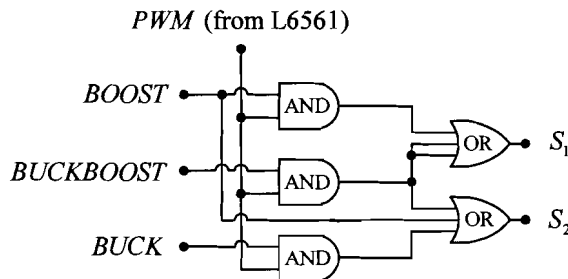 PWM (from L6561)
BOOST
AND
OR
S1
BUCKBOOST
AND
OR
S2
BUCK
AND